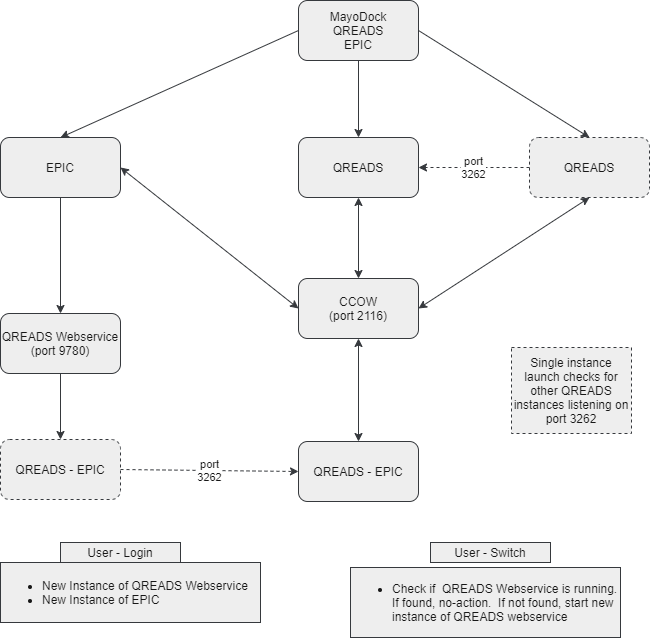 MayoDock
QREADS
EPIC
EPIC
QREADS
port
3262
QREADS
CCOW
(port 2116)
QREADS Webservice
(port 9780)
Single instance
launch checks for
other QREADS
instances listening on
port 3262
QREADS - EPIC
port
3262
QREADS - EPIC
User - Login
• New Instance of QREADS Webservice
• New Instance of EPIC
User - Switch
• Check if QREADS Webservice is running.
If found, no-action. If not found, start new
instance of QREADS webservice